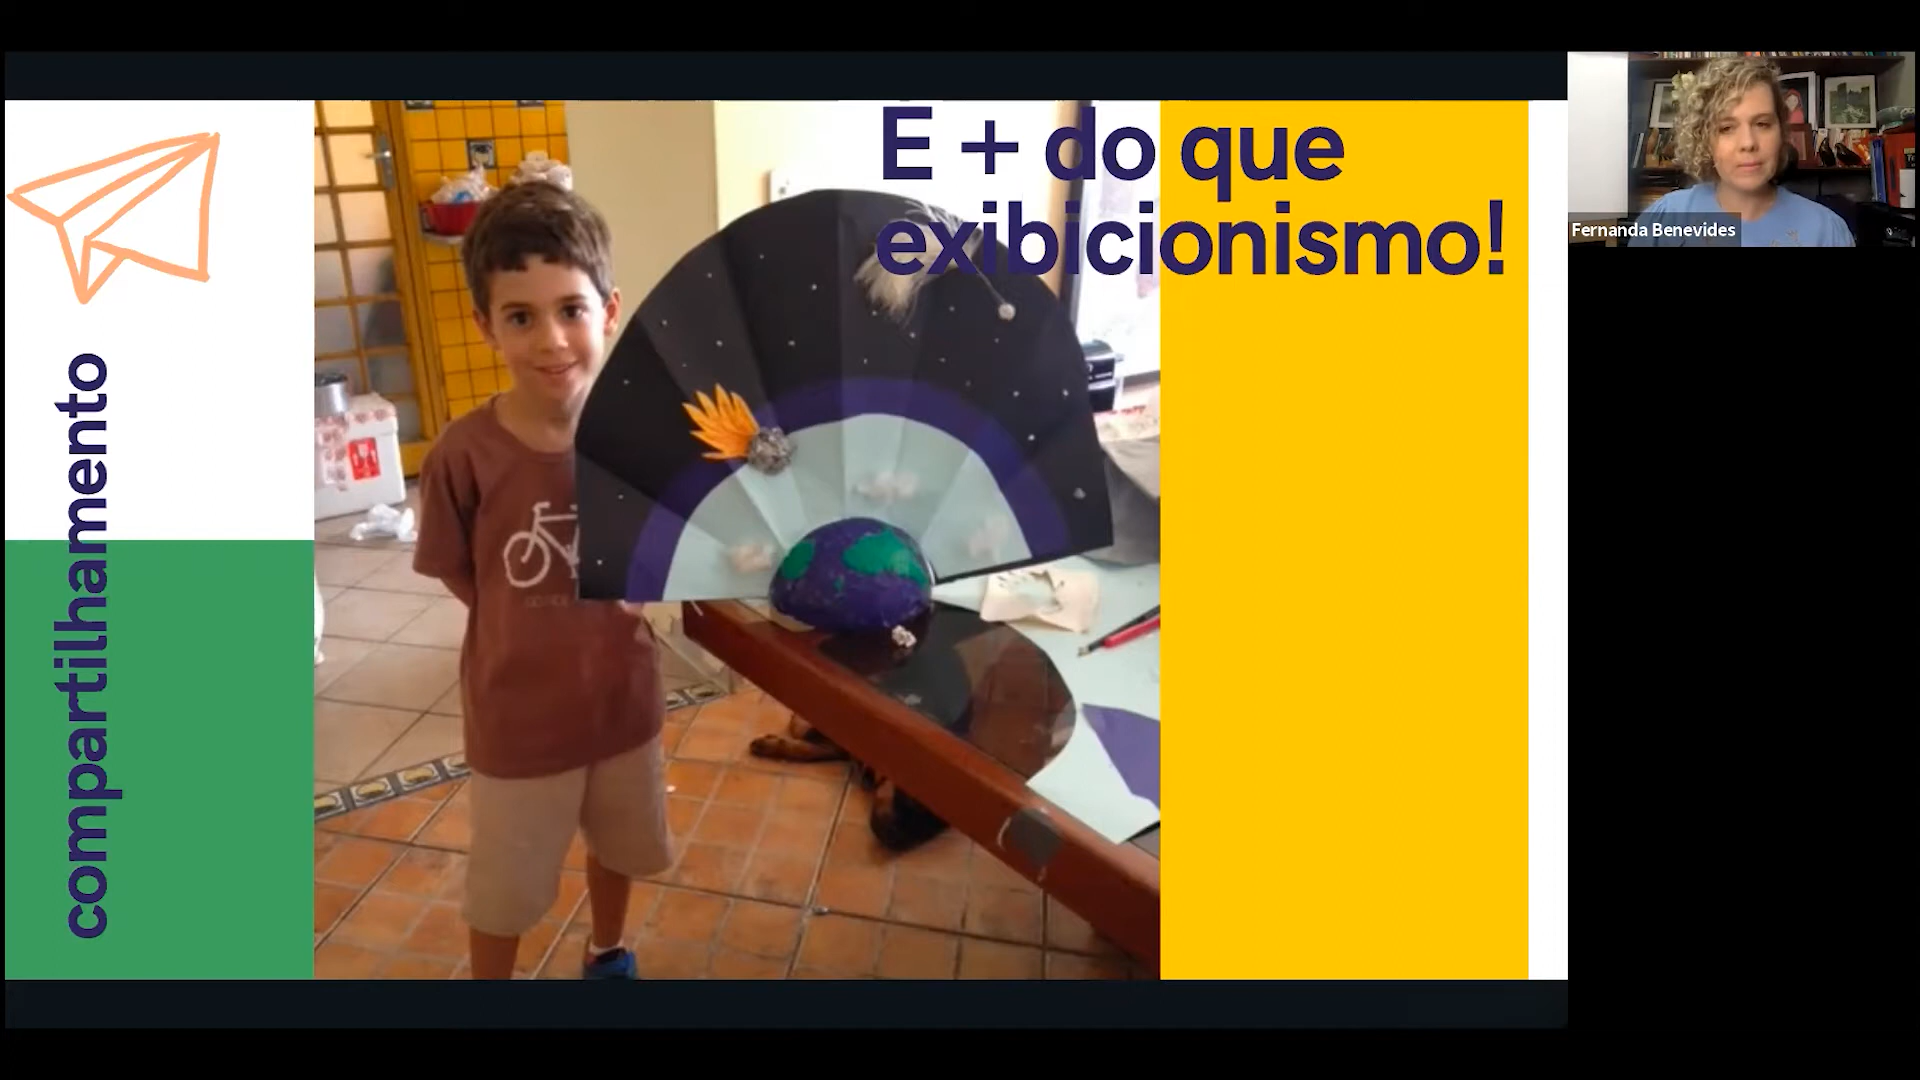 compartilhamento
E + do que
exibicionismo!
Fernanda Benevides